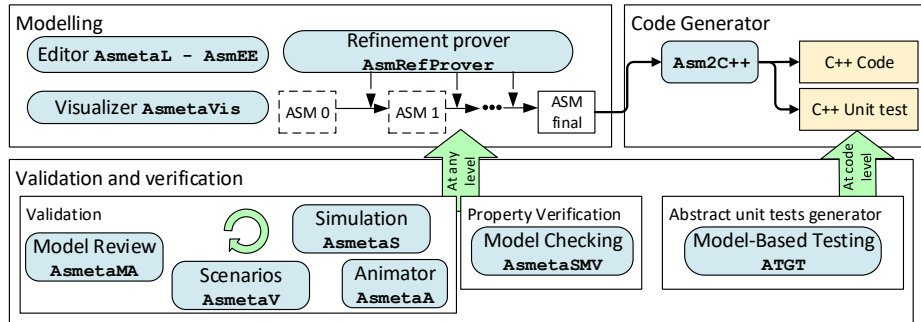 Modelling
Editor AsmetaL - AsmEE
Visualizer AsmetaVis
Refinement prover
AsmRefProver
ASM 0
ASM 1
•••
ASM
final
Code Generator
Asm2C++
C++ Code
C++ Unit test
At any
level
At code
level
Validation and verification
Validation
Model Review
AsmetaMA
Scenarios
AsmetaV
Simulation
AsmetaS
Animator
AsmetaA
Property Verification
Model Checking
AsmetaSMV
Abstract unit tests generator
Model-Based Testing
ATGT